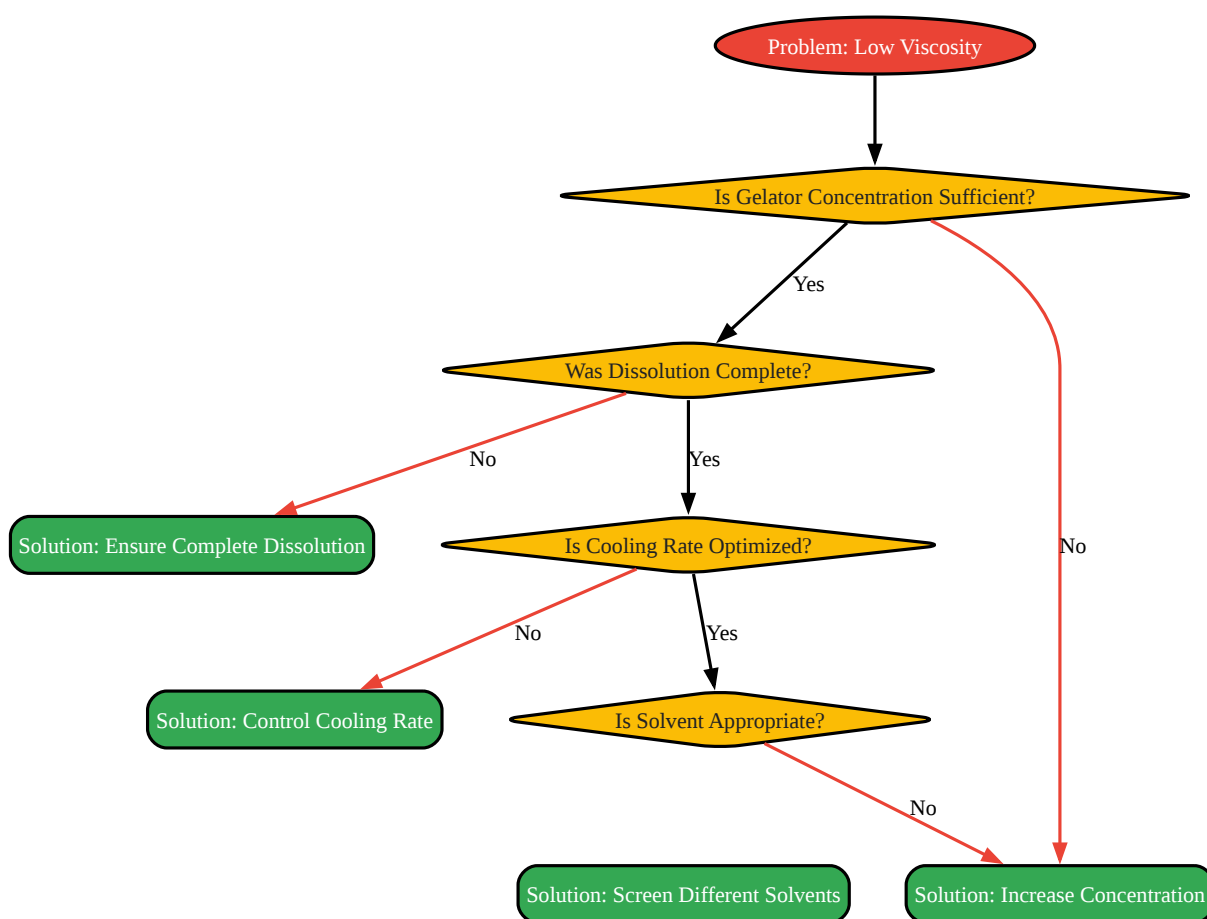 Problem: Low Viscosity
Is Gelator Concentration Sufficient?
Yes
Was Dissolution Complete?
No
Yes
Solution: Ensure Complete Dissolution
Is Cooling Rate Optimized?
No
No
Yes
Solution: Control Cooling Rate
Is Solvent Appropriate?
No
Solution: Screen Different Solvents
Solution: Increase Concentration